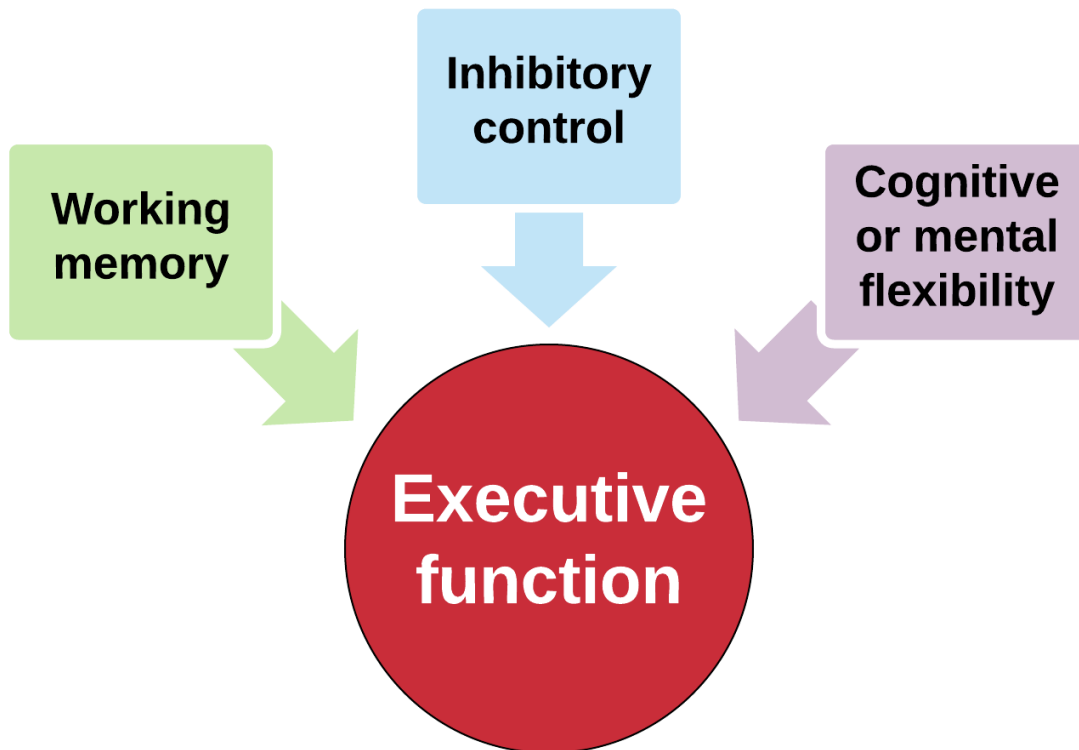 Inhibitory
control
Working
memory
Cognitive
or mental
flexibility
Executive
function